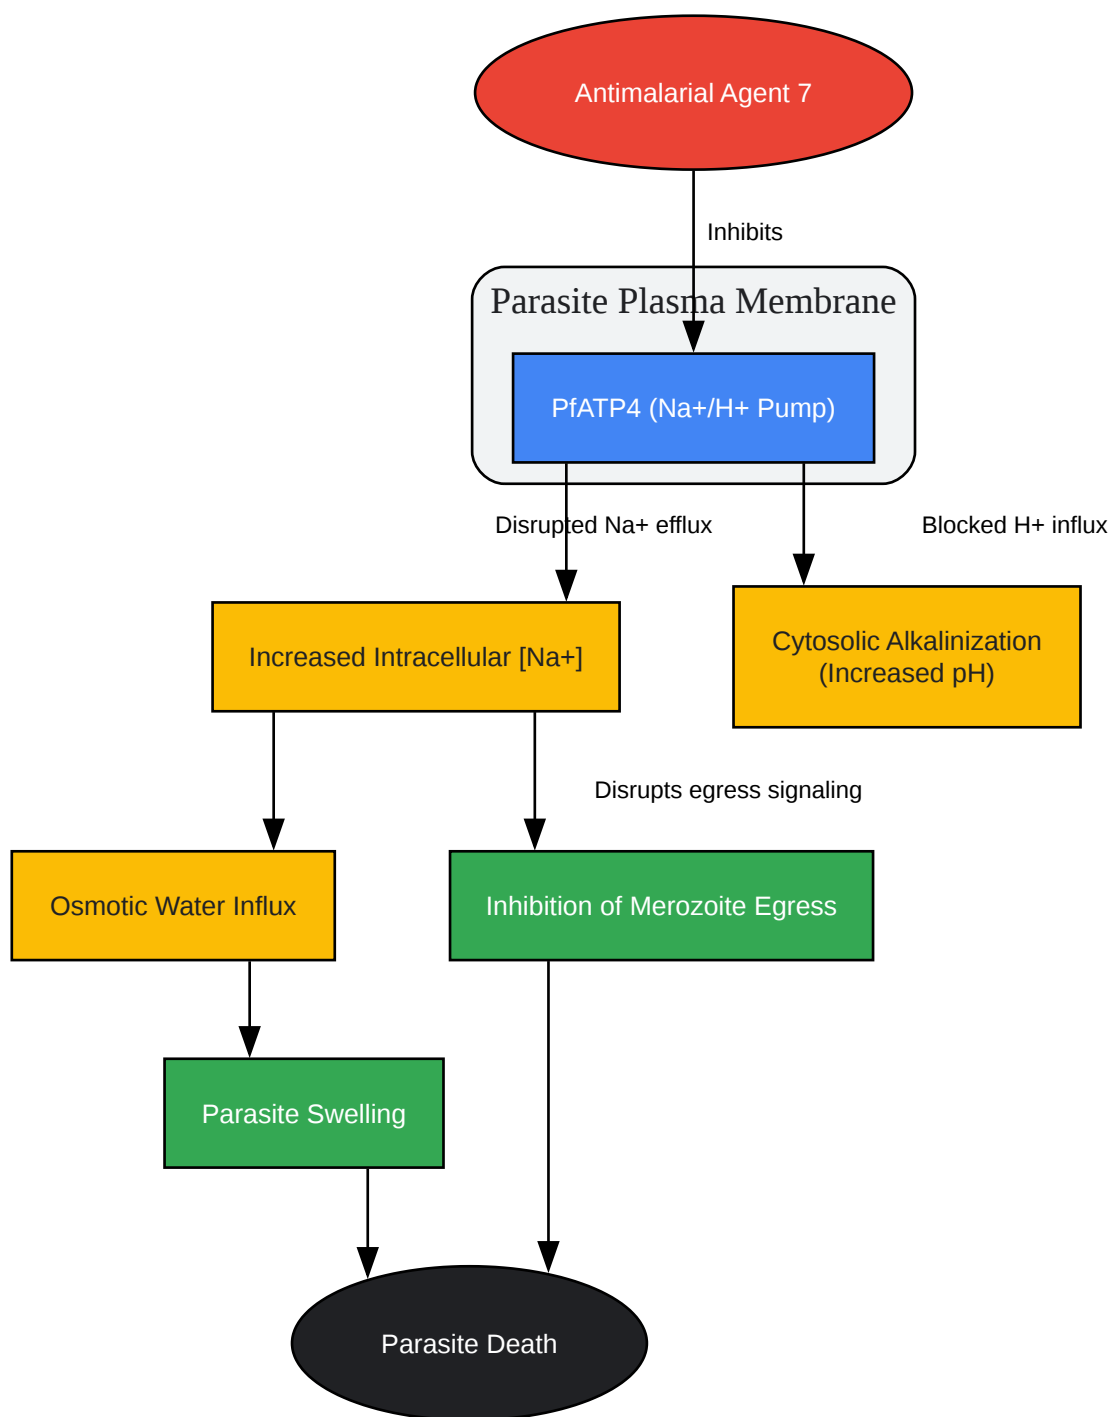 Antimalarial Agent 7
Inhibits
Parasite Plasma Membrane
PfATP4 (Na+/H+ Pump)
Disrupted Na+ efflux
Blocked H+ influx
Increased Intracellular [Na+]
Cytosolic Alkalinization
(Increased pH)
Disrupts egress signaling
Osmotic Water Influx
Inhibition of Merozoite Egress
Parasite Swelling
Parasite Death